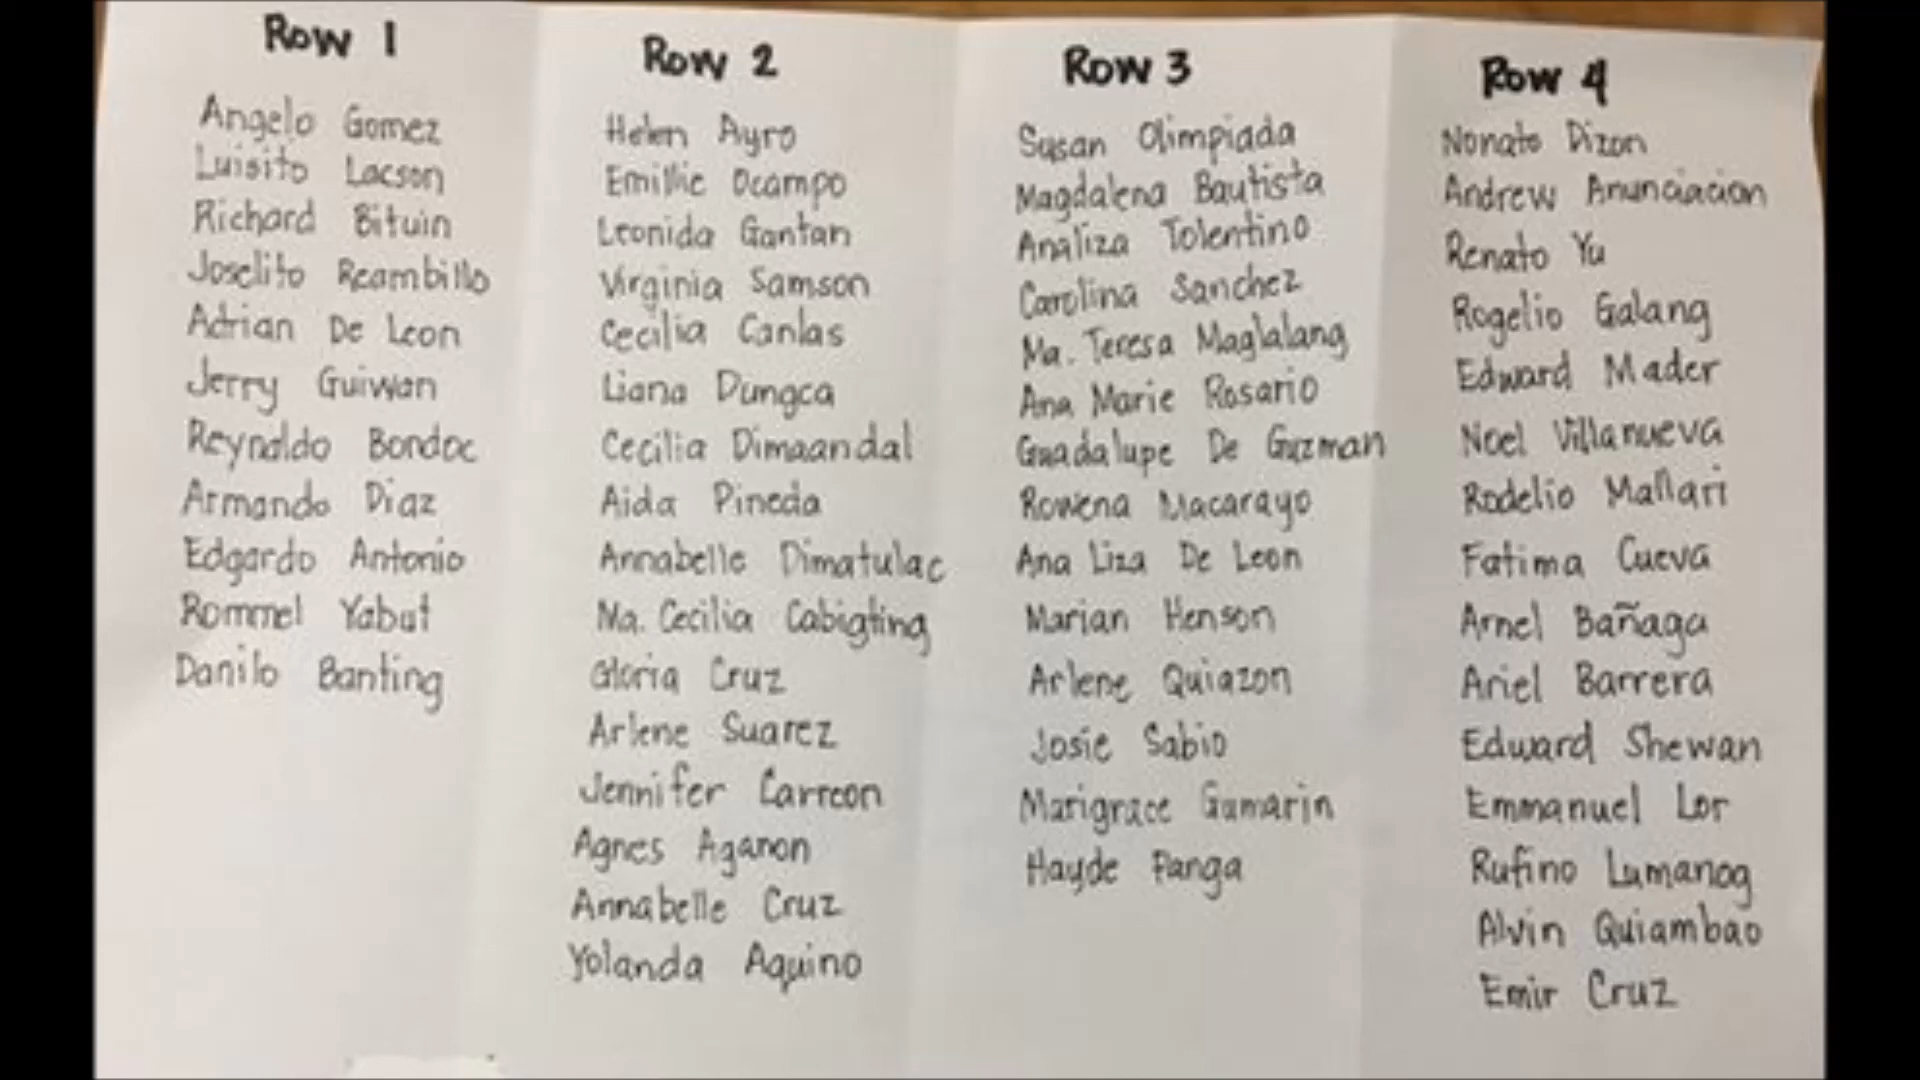 Row 1
Angelo Gomez
Luisito Lacson
Richard Bituin
Joselito Reambillo
Adrian De Leon
Jerry Guiwan
Reynaldo Bondoc
Armando Diaz
Edgardo Antonio
Rommel Yabut
Danilo Banting
Row 2
Helen Ayro
Emillie Ocampo
Leonida Gantan
Virginia Samson
Cecilia Canlas
Liana Dungca
Cecilia Dimaandal
Aida Pineda
Annabelle Dimatulac
Ma. Cecilia Cabigting
Gloria Cruz
Arlene Suarez
Jennifer Carreon
Agnes Aganon
Annabelle Cruz
Yolanda Aquino
Row 3
Susan Olimpiada
Magdalena Bautista
Analiza Tolentino
Carolina Sanchez
Ma. Teresa Maglalang
Ana Marie Rosario
Guadalupe De Guzman
Rowena Macarayo
Ana Liza De Leon
Marian Henson
Arlene Quiazon
Josie Sabio
Marigrace Gumarin
Hayde Panga
Row 4
Nonato Dizon
Andrew Anunciacion
Renato Yu
Rogelio Galang
Edward Mader
Noel Villanueva
Rodelio Mallari
Fatima Cueva
Arnel Bañaga
Ariel Barrera
Edward Shewan
Emmanuel Lor
Rufino Lumanog
Alvin Quiambao
Emir Cruz